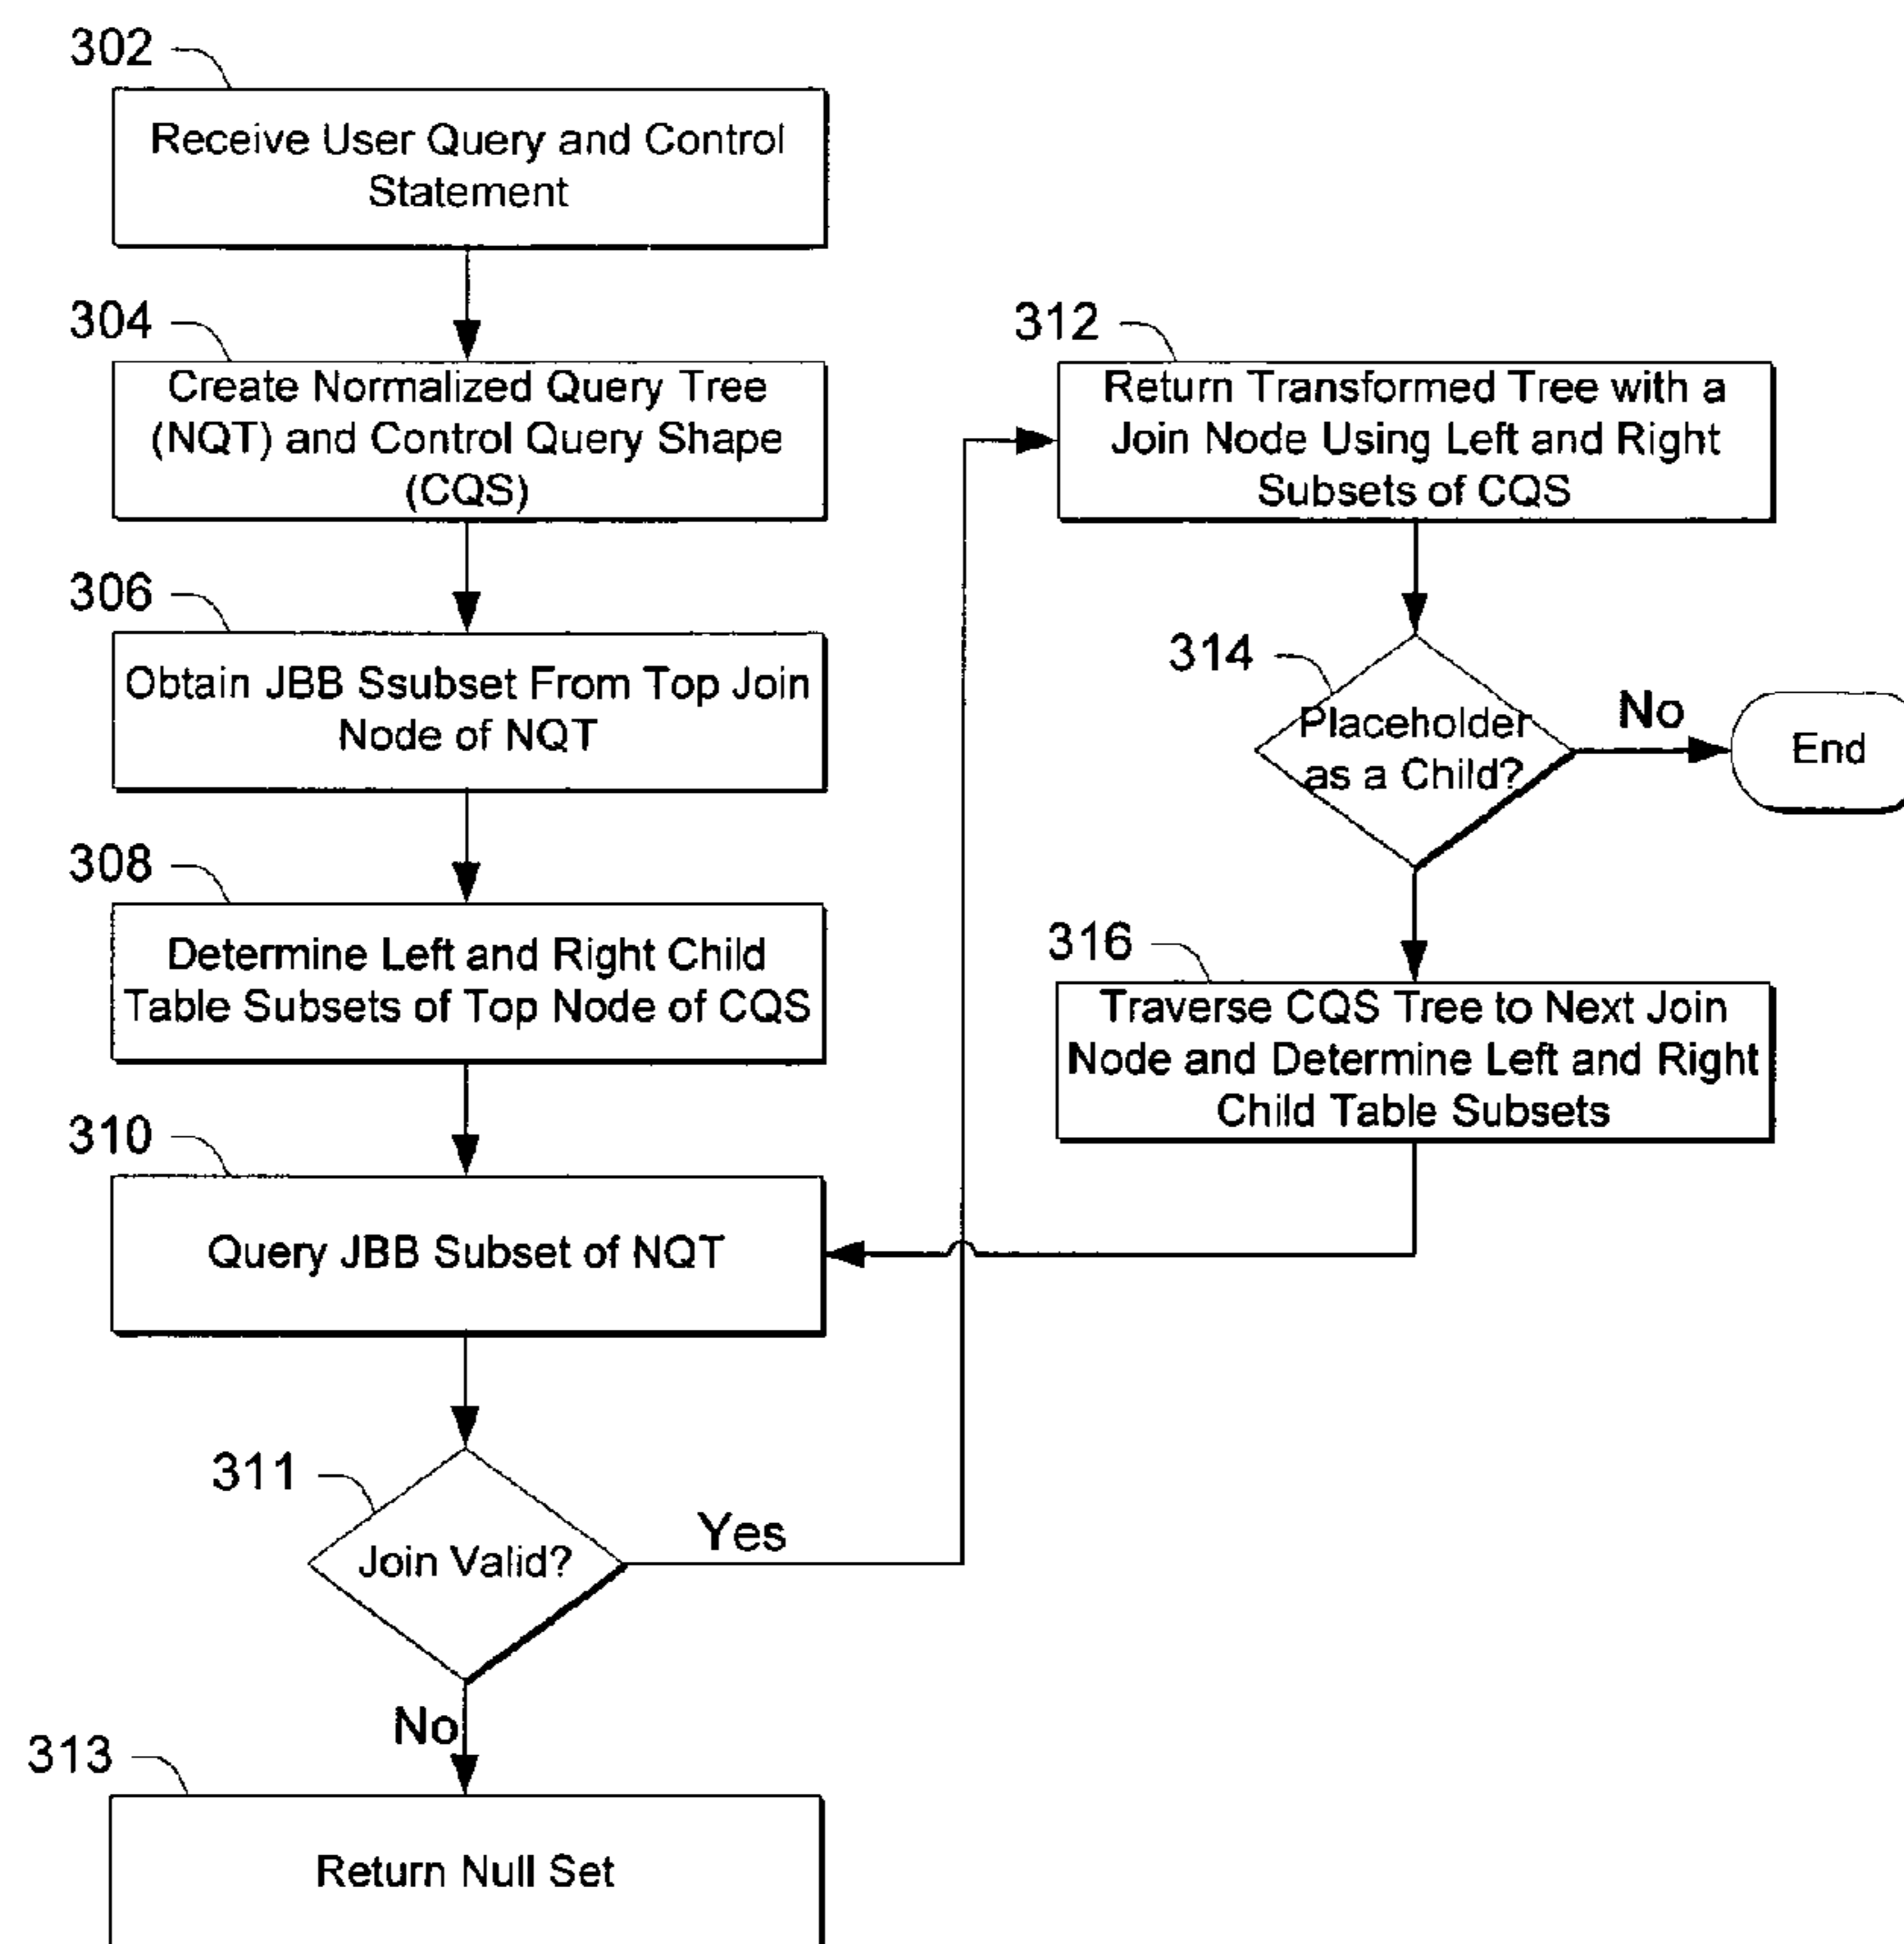 302
Receive User Query and Control
Statement
304
Create Normalized Query Tree
(NQT) and Control Query Shape
(CQS)
306
Obtain JBB Ssubset From Top Join
Node of NQT
308
Determine Left and Right Child
Table Subsets of Top Node of CQS
310
Query JBB Subset of NQT
311
Join Valid?
Yes
No
313
Return Null Set
312
Return Transformed Tree with a
Join Node Using Left and Right
Subsets of CQS
314
Placeholder
as a Child?
No
End
316
Traverse CQS Tree to Next Join
Node and Determine Left and Right
Child Table Subsets